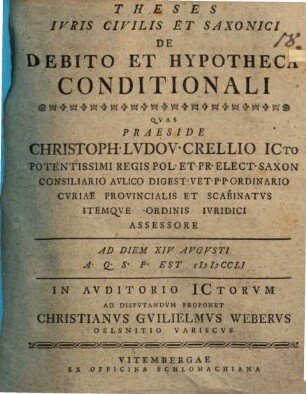 THESES
IVRIS CIVILIS ET SAXONICI
DE
DEBITO ET HYPOTHECA
CONDITIONALI
QVAS
PRAESIDE
CHRISTOPH·LVDOV·CRELLIO ICTO
POTENTISSIMI REGIS POL·ET PR·ELECT·SAXON
CONSILIARIO AVLICO DIGEST·VET·P·P·ORDINARIO
CVRIAE PROVINCIALIS ET SCABINATVS
ITEMQVE ORDINIS IVRIDICI
ASSESSORE
AD DIEM XIV AVGVSTI
A·Q·S·P·EST cIɔIɔCCLI
IN AVDITORIO ICTORVM
AD DISPVTANDVM PROPONET
CHRISTIANVS GVILIELMVS WEBERVS
OELSNITIO VARISCVS
VITEMBERGAE
EX OFFICINA SCHLOMACHIANA